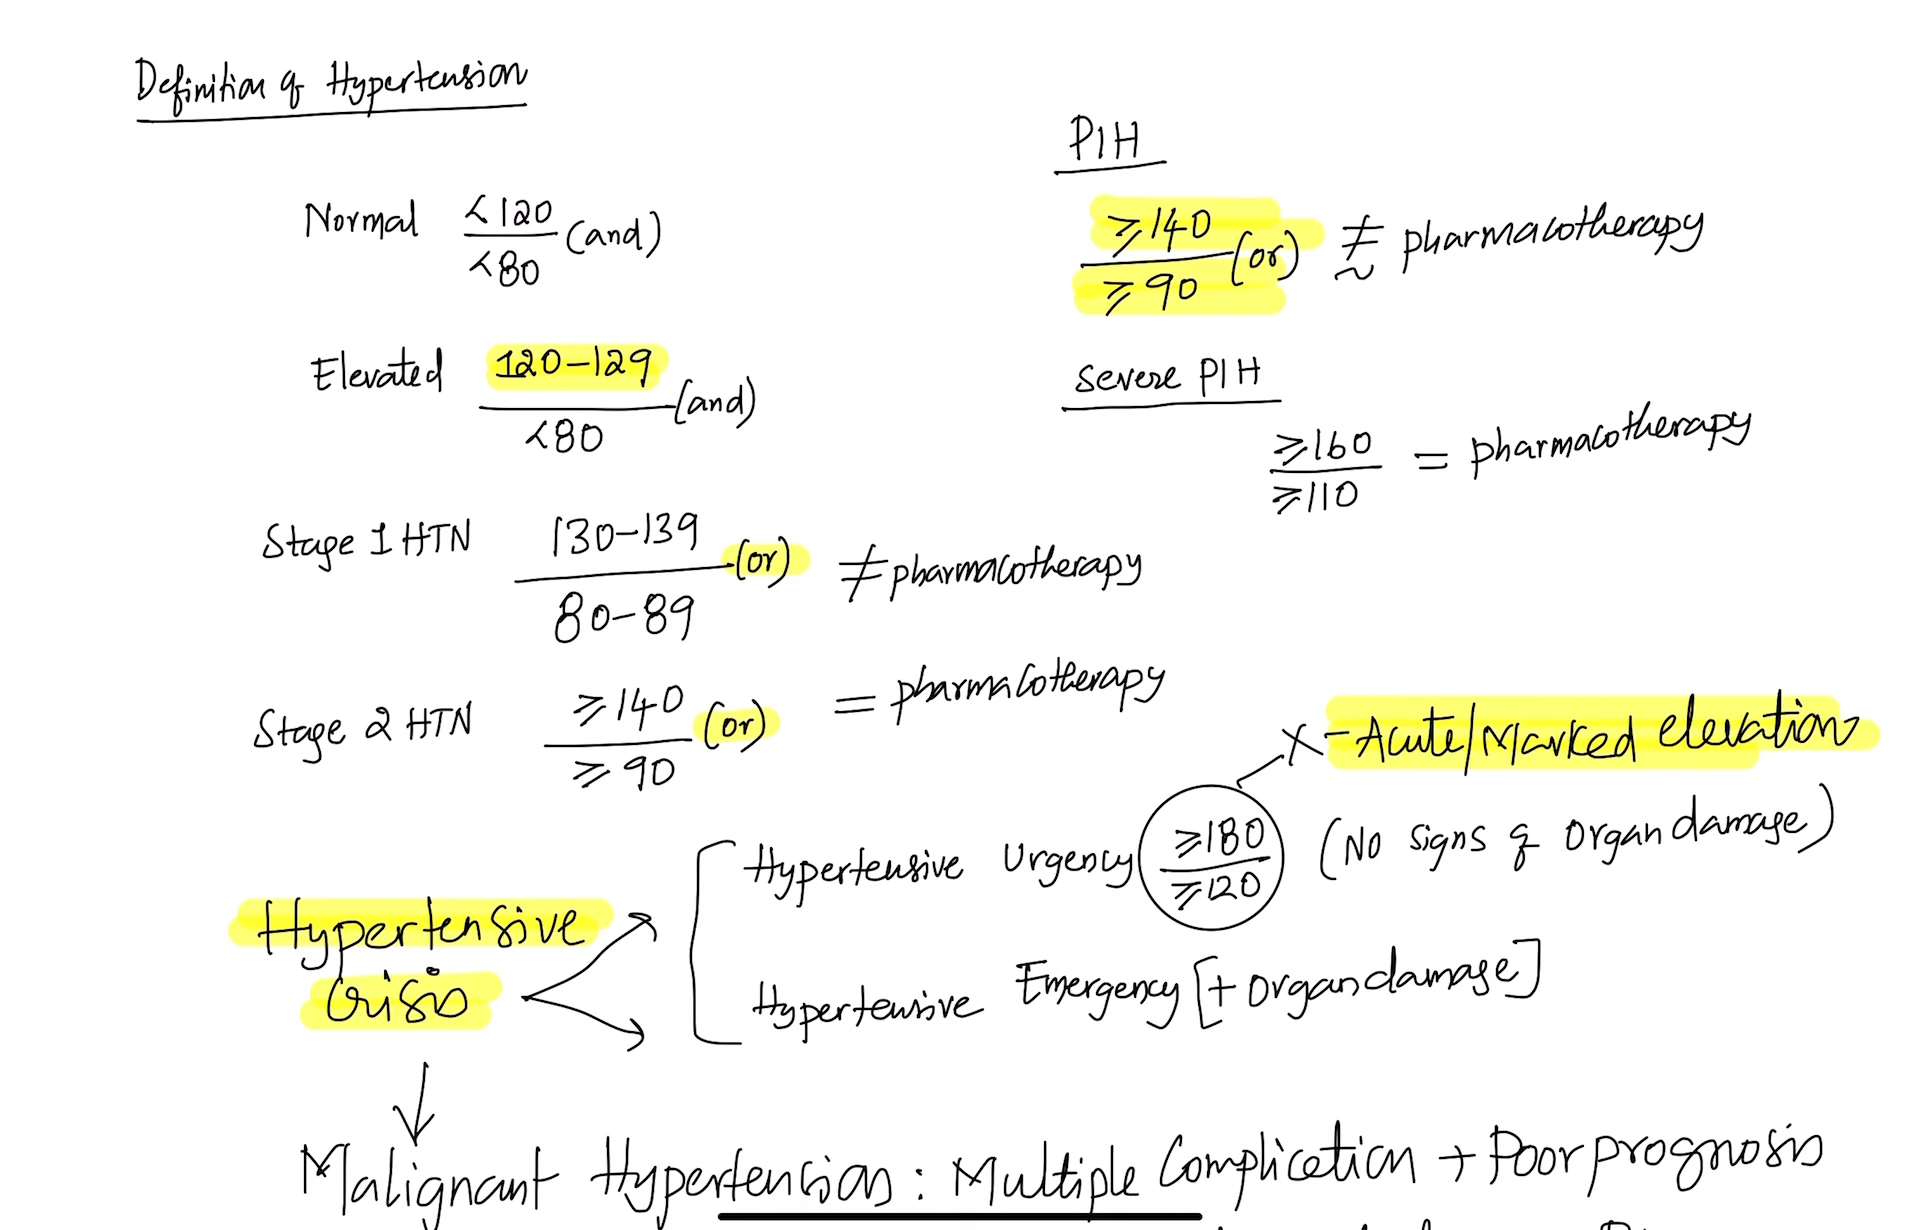 Definition of Hypertension
Normal <120
<80 (and)
Elevated 120-129
<80 (and)
Stage 1 HTN 130-139
80-89 (or) ≠ pharmacotherapy
Stage 2 HTN ≥140
≥90 (or) = pharmacotherapy
PIH
≥140
≥90 (or) ≠ pharmacotherapy
~
severe PIH
≥160
≥110 = pharmacotherapy
Hypertensive
Crisis
X - Acute/Marked elevation
Hypertensive Urgency ≥180
≥120 (No signs of organ damage)
Hypertensive Emergency [+ organ damage]
Malignant Hypertension: Multiple Complication + Poor prognosis